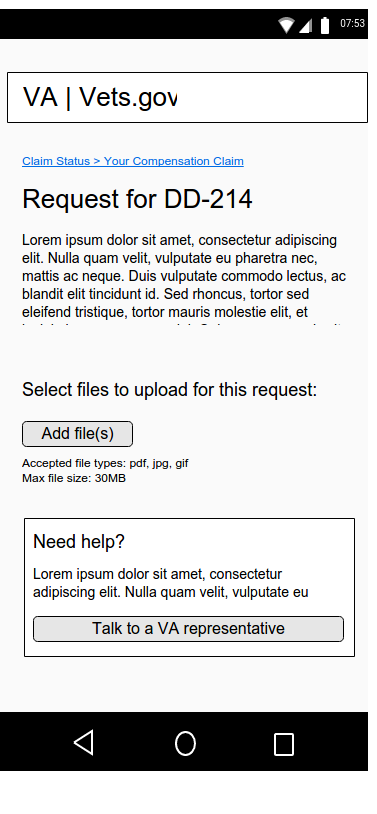 07:53
VA | Vets.gov
Claim Status > Your Compensation Claim
Request for DD-214
Lorem ipsum dolor sit amet, consectetur adipiscing
elit. Nulla quam velit, vulputate eu pharetra nec,
mattis ac neque. Duis vulputate commodo lectus, ac
blandit elit tincidunt id. Sed rhoncus, tortor sed
eleifend tristique, tortor mauris molestie elit, et
Select files to upload for this request:
Add file(s)
Accepted file types: pdf, jpg, gif
Max file size: 30MB
Need help?
Lorem ipsum dolor sit amet, consectetur
adipiscing elit. Nulla quam velit, vulputate eu
Talk to a VA representative